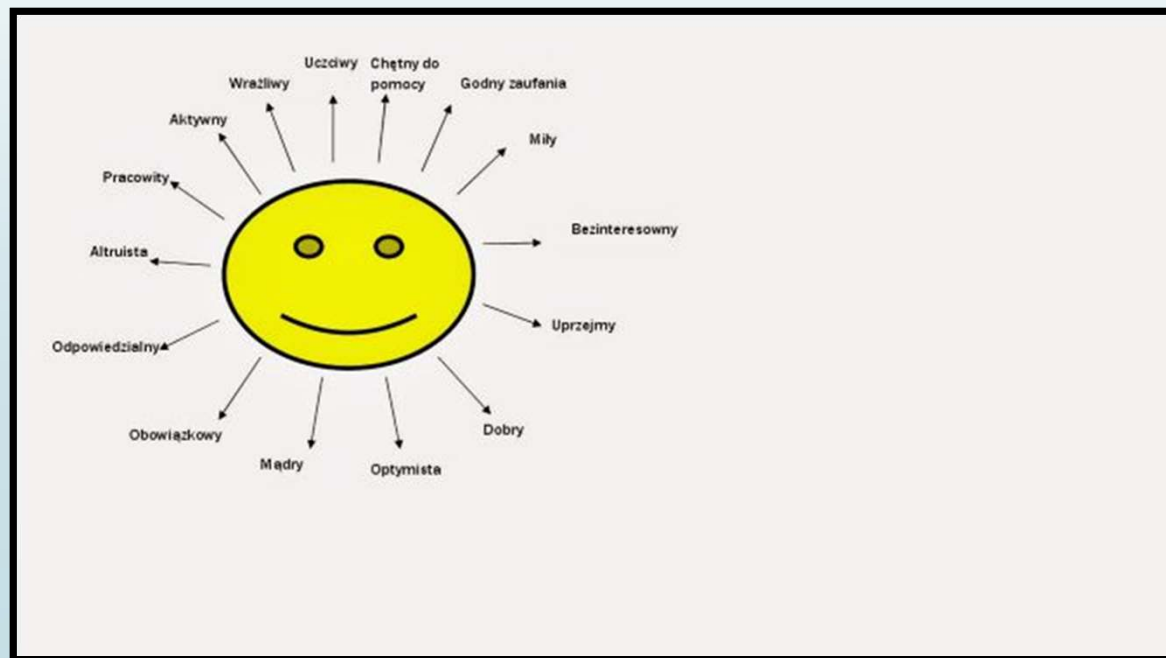 Uczciwy
Chętny do
pomocy
Wrażliwy
Godny zaufania
Aktywny
Miły
Pracowity
Bezinteresowny
Altruista
Uprzejmy
Odpowiedzialny
Dobry
Obowiązkowy
Mądry
Optymista